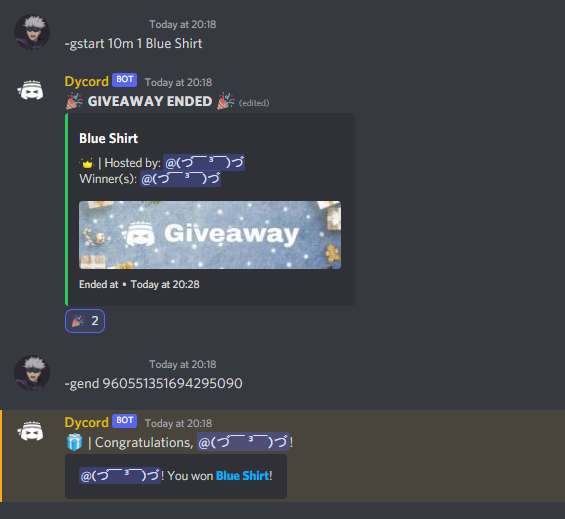 Today at 20:18
-gstart 10m 1 Blue Shirt
Dycord BOT Today at 20:18
🎉 GIVEAWAY ENDED 🎉 (edited)
Blue Shirt
👑 | Hosted by: @(づ ̄ ³ ̄)づ
Winner(s): @(づ ̄ ³ ̄)づ
Giveaway
Ended at • Today at 20:28
🎉 2
Today at 20:18
-gend 960551351694295090
Dycord BOT Today at 20:18
🎁 | Congratulations, @(づ ̄ ³ ̄)づ!
@(づ ̄ ³ ̄)づ! You won Blue Shirt!